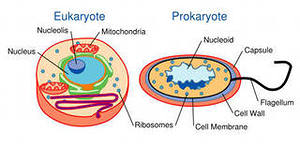 Eukaryote
Prokaryote
Nucleolis
Mitochondria
Nucleus
Nucleoid
Capsule
Ribosomes
Cell Membrane
Cell Wall
Flagellum